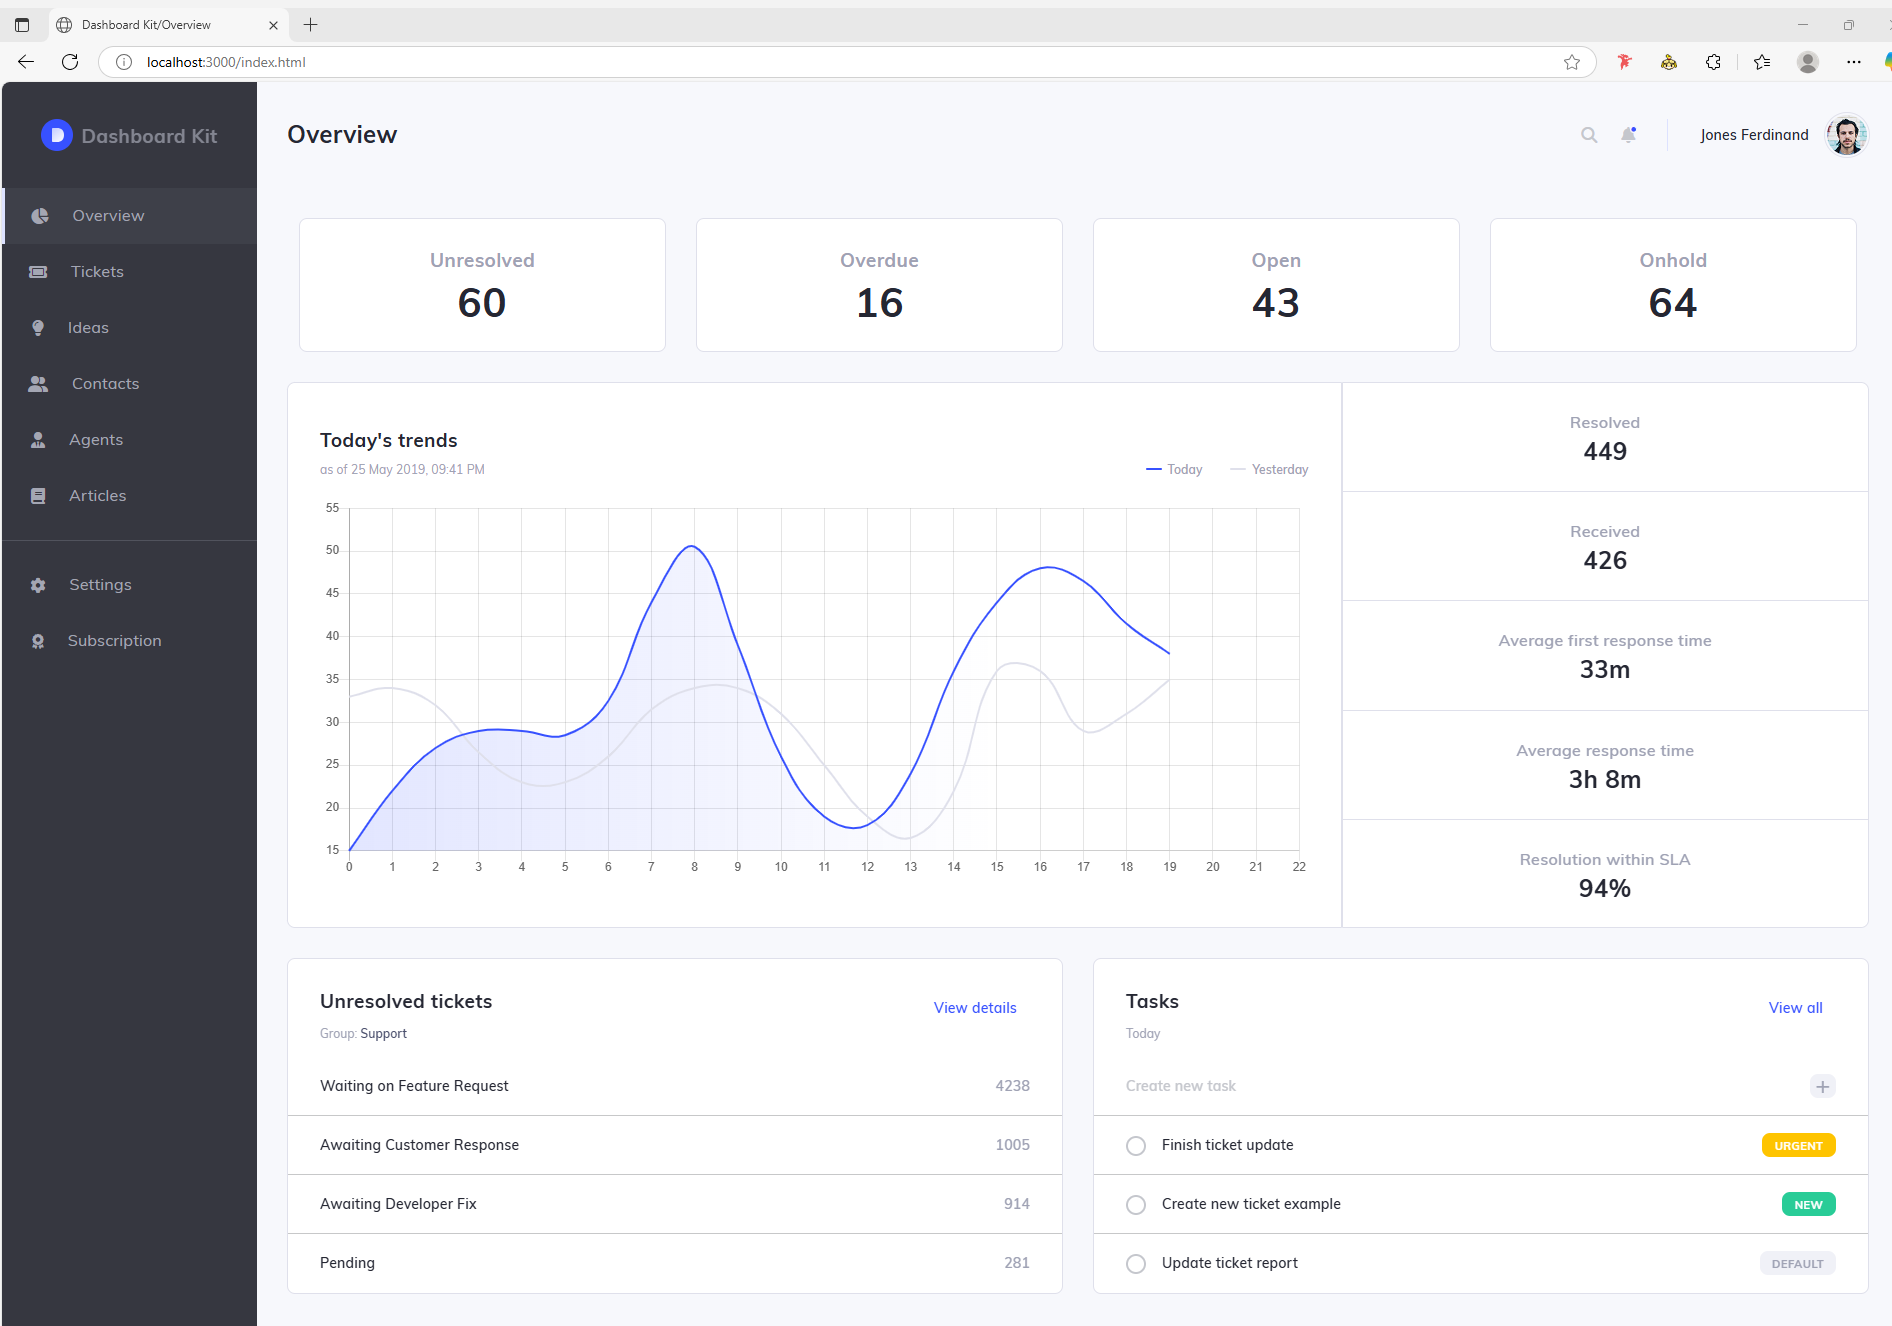 Dashboard Kit/Overview
localhost:3000/index.html
Dashboard Kit
Overview
Tickets
Ideas
Contacts
Agents
Articles
Settings
Subscription
Overview
Jones Ferdinand
Unresolved
60
Overdue
16
Open
43
Onhold
64
Today's trends
as of 25 May 2019, 09:41 PM
Today
Yesterday
55
50
45
40
35
30
25
20
15
0 1 2 3 4 5 6 7 8 9 10 11 12 13 14 15 16 17 18 19 20 21 22
Resolved
449
Received
426
Average first response time
33m
Average response time
3h 8m
Resolution within SLA
94%
Unresolved tickets
View details
Group: Support
Waiting on Feature Request 4238
Awaiting Customer Response 1005
Awaiting Developer Fix 914
Pending 281
Tasks
View all
Today
Create new task
Finish ticket update URGENT
Create new ticket example NEW
Update ticket report DEFAULT